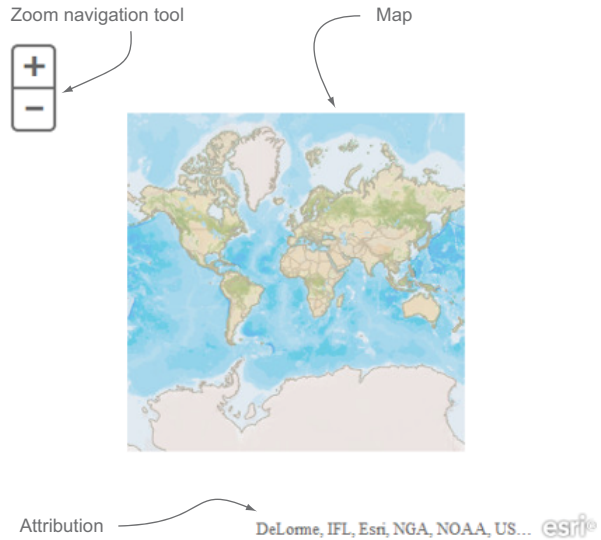 Zoom navigation tool
Map
+
−
Attribution
DeLorme, IFL, Esri, NGA, NOAA, US...
esri